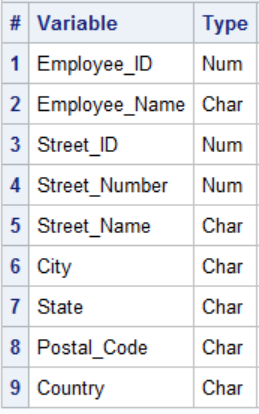 # Variable Type
1 Employee_ID Num
2 Employee_Name Char
3 Street_ID Num
4 Street_Number Num
5 Street_Name Char
6 City Char
7 State Char
8 Postal_Code Char
9 Country Char